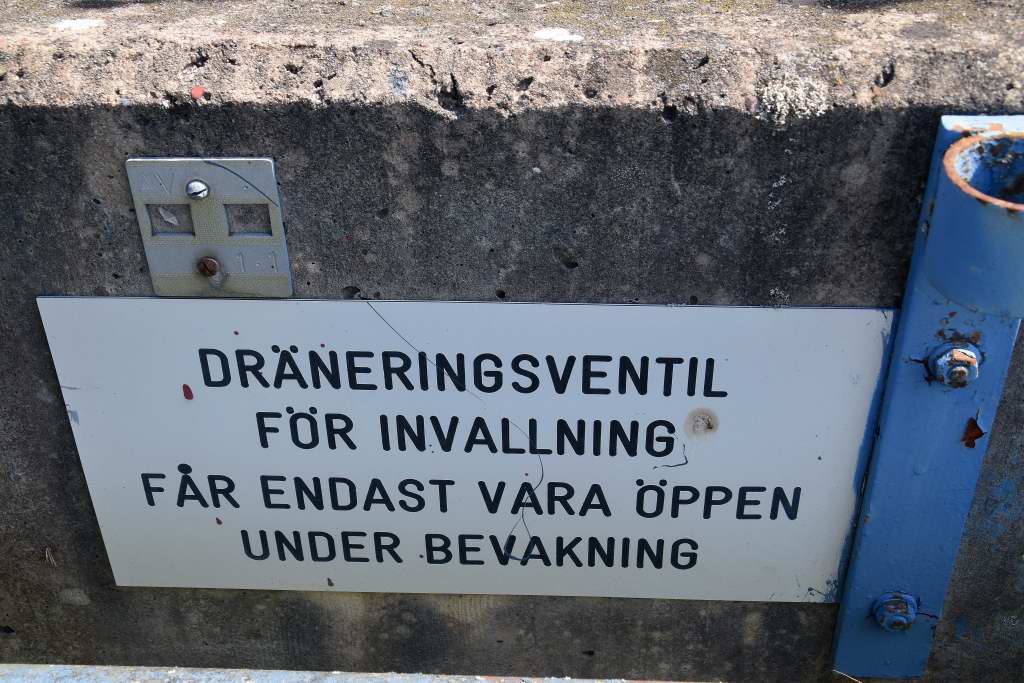 DRÄNERINGSVENTIL
FÖR INVALLNING
FÅR ENDAST VARA ÖPPEN
UNDER BEVAKNING